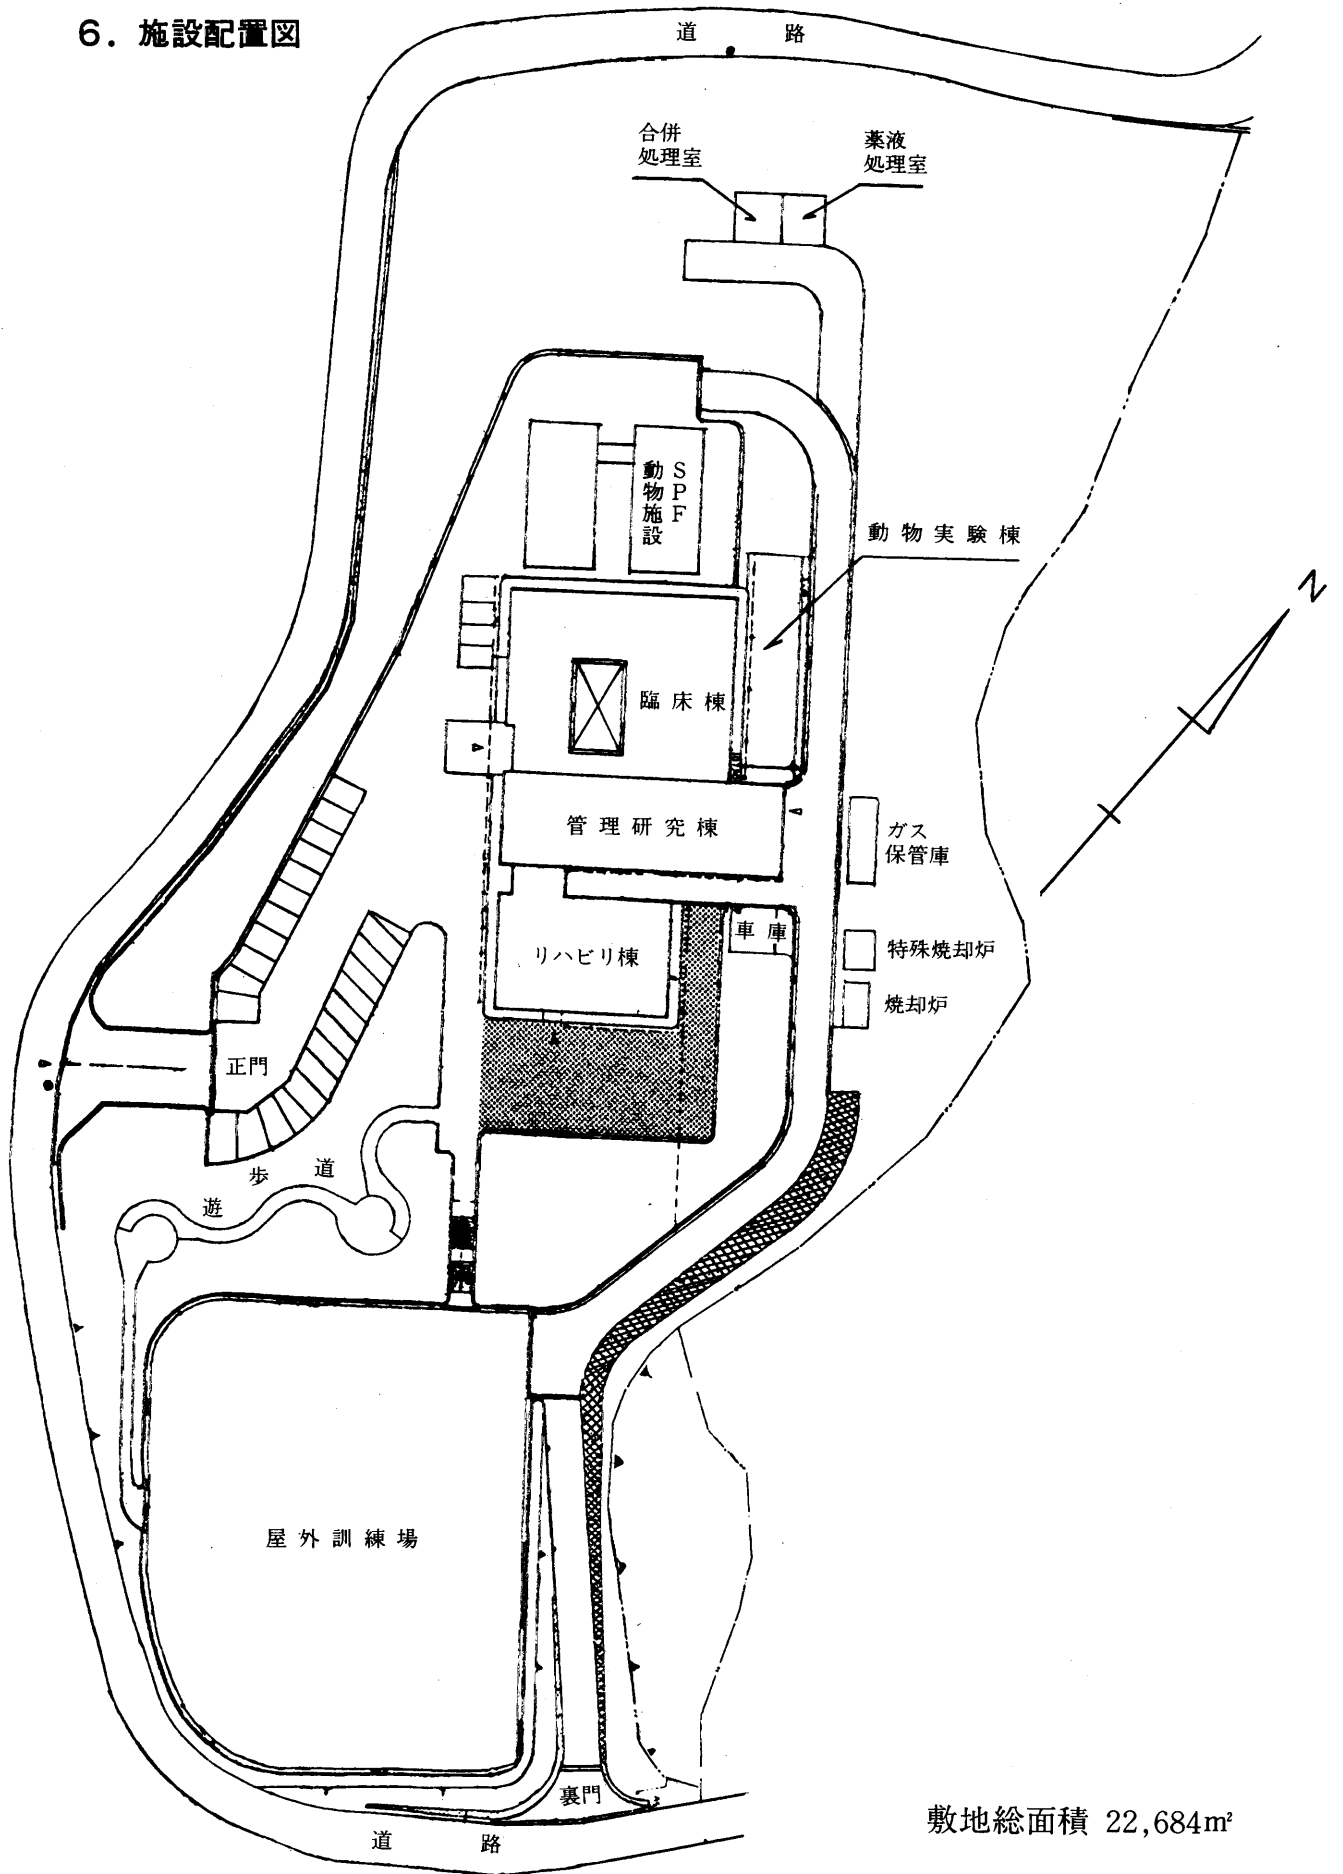 6. 施設配置図
道路
合併
処理室
薬液
処理室
SPF
動物施設
動物実験棟
臨床棟
管理研究棟
ガス
保管庫
車庫
リハビリ棟
特殊焼却炉
焼却炉
正門
遊歩道
屋外訓練場
裏門
道路
敷地総面積 22,684m²
N